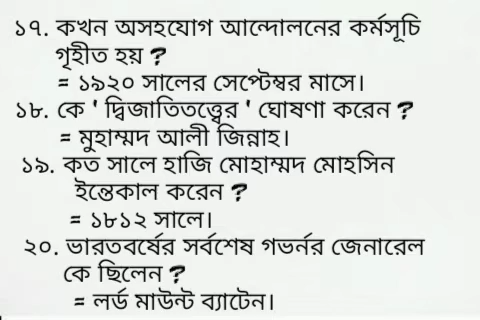 ১৭. কখন অসহযোগ আন্দোলনের কর্মসূচি
গৃহীত হয় ?
= ১৯২০ সালের সেপ্টেম্বর মাসে।
১৮. কে ' দ্বিজাতিতত্ত্বের ' ঘোষণা করেন ?
= মুহাম্মদ আলী জিন্নাহ।
১৯. কত সালে হাজি মোহাম্মদ মোহসিন
ইন্তেকাল করেন ?
= ১৮১২ সালে।
২০. ভারতবর্ষের সর্বশেষ গভর্নর জেনারেল
কে ছিলেন ?
= লর্ড মাউন্ট ব্যাটেন।